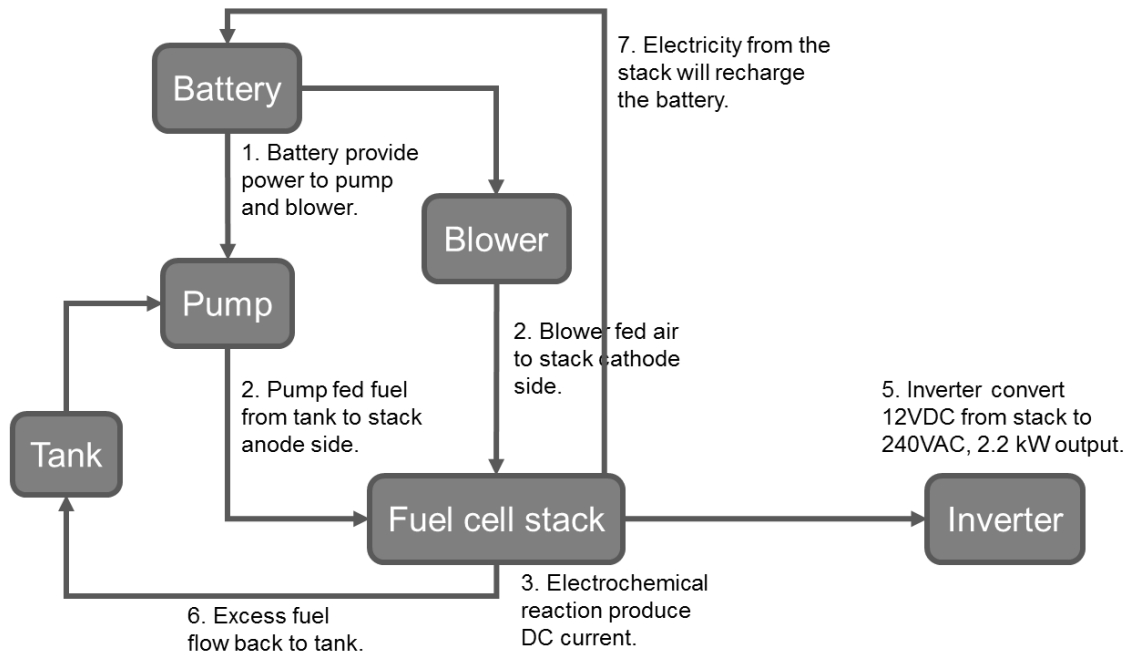 7. Electricity from the
stack will recharge
the battery.
Battery
1. Battery provide
power to pump
and blower.
Blower
Pump
2. Blower fed air
to stack cathode
side.
2. Pump fed fuel
from tank to stack
anode side.
5. Inverter convert
12VDC from stack to
240VAC, 2.2 kW output.
Tank
Fuel cell stack
Inverter
3. Electrochemical
reaction produce
DC current.
6. Excess fuel
flow back to tank.